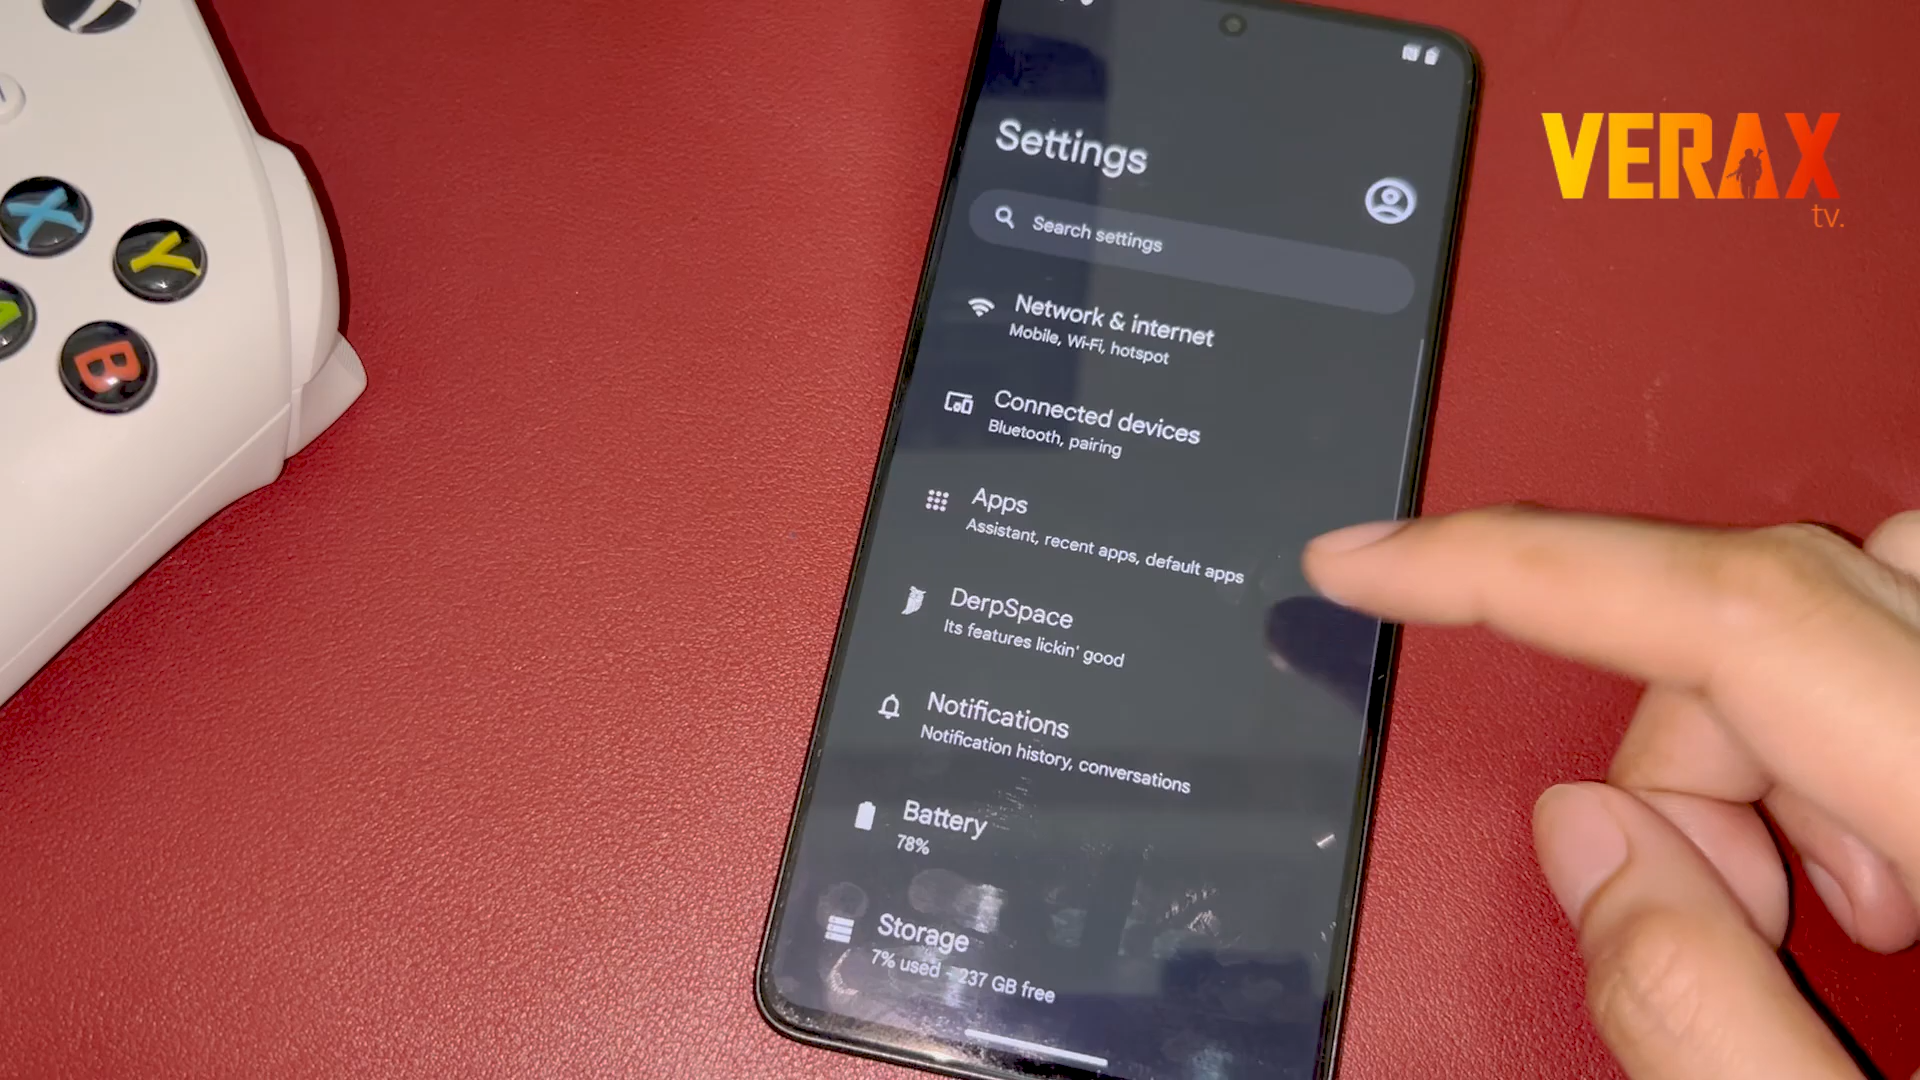 X
Y
A
B
VERAX
tv.
Settings
Search settings
Network & internet
Mobile, Wi-Fi, hotspot
Connected devices
Bluetooth, pairing
Apps
Assistant, recent apps, default apps
DerpSpace
Its features lickin' good
Notifications
Notification history, conversations
Battery
78%
Storage
7% used - 237 GB free